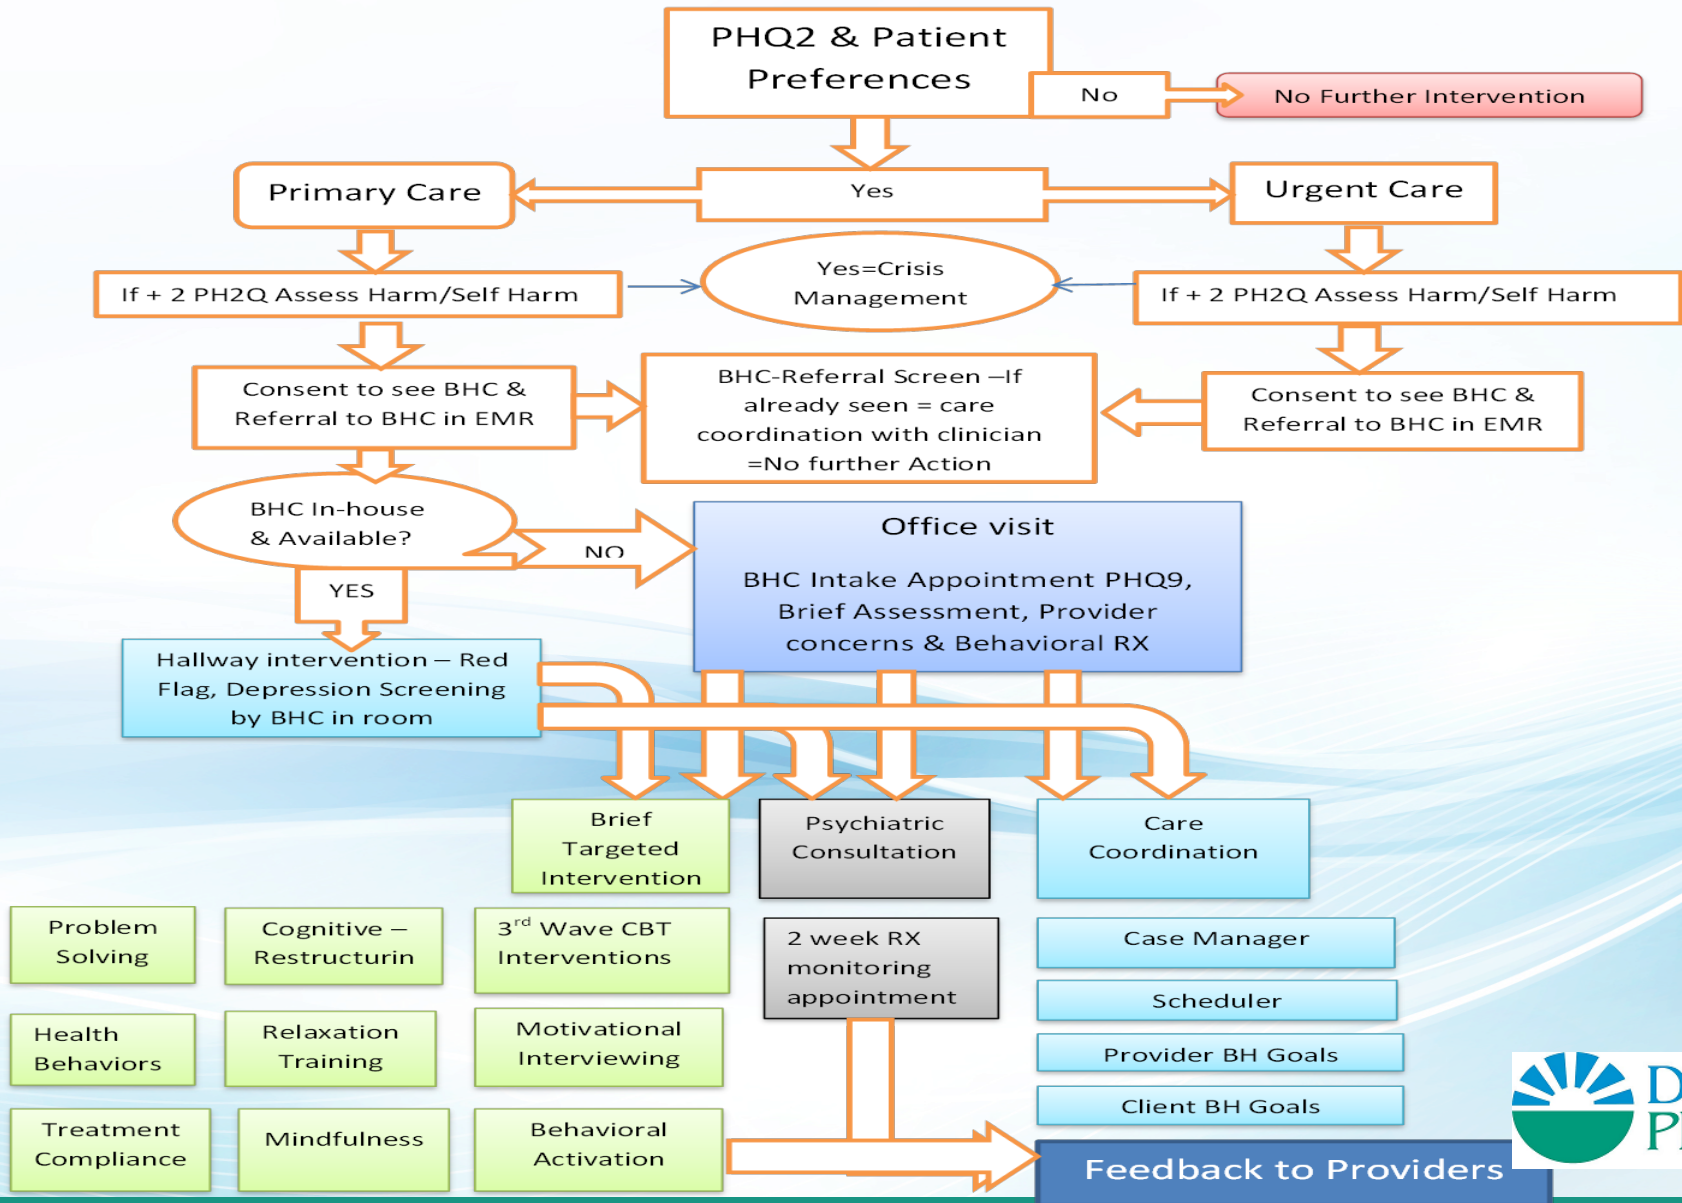 PHQ2 & Patient
Preferences
No
No Further Intervention
Primary Care
Yes
Urgent Care
If + 2 PH2Q Assess Harm/Self Harm
Yes=Crisis
Management
If + 2 PH2Q Assess Harm/Self Harm
Consent to see BHC &
Referral to BHC in EMR
BHC-Referral Screen –If
already seen = care
coordination with clinician
=No further Action
Consent to see BHC &
Referral to BHC in EMR
BHC In-house
& Available?
NO
YES
Office visit
BHC Intake Appointment PHQ9,
Brief Assessment, Provider
concerns & Behavioral RX
Hallway intervention – Red
Flag, Depression Screening
by BHC in room
Brief
Targeted
Intervention
Psychiatric
Consultation
Care
Coordination
Problem
Solving
Cognitive –
Restructurin
3rd Wave CBT
Interventions
2 week RX
monitoring
appointment
Case Manager
Scheduler
Health
Behaviors
Relaxation
Training
Motivational
Interviewing
Provider BH Goals
Client BH Goals
Treatment
Compliance
Mindfulness
Behavioral
Activation
Feedback to Providers